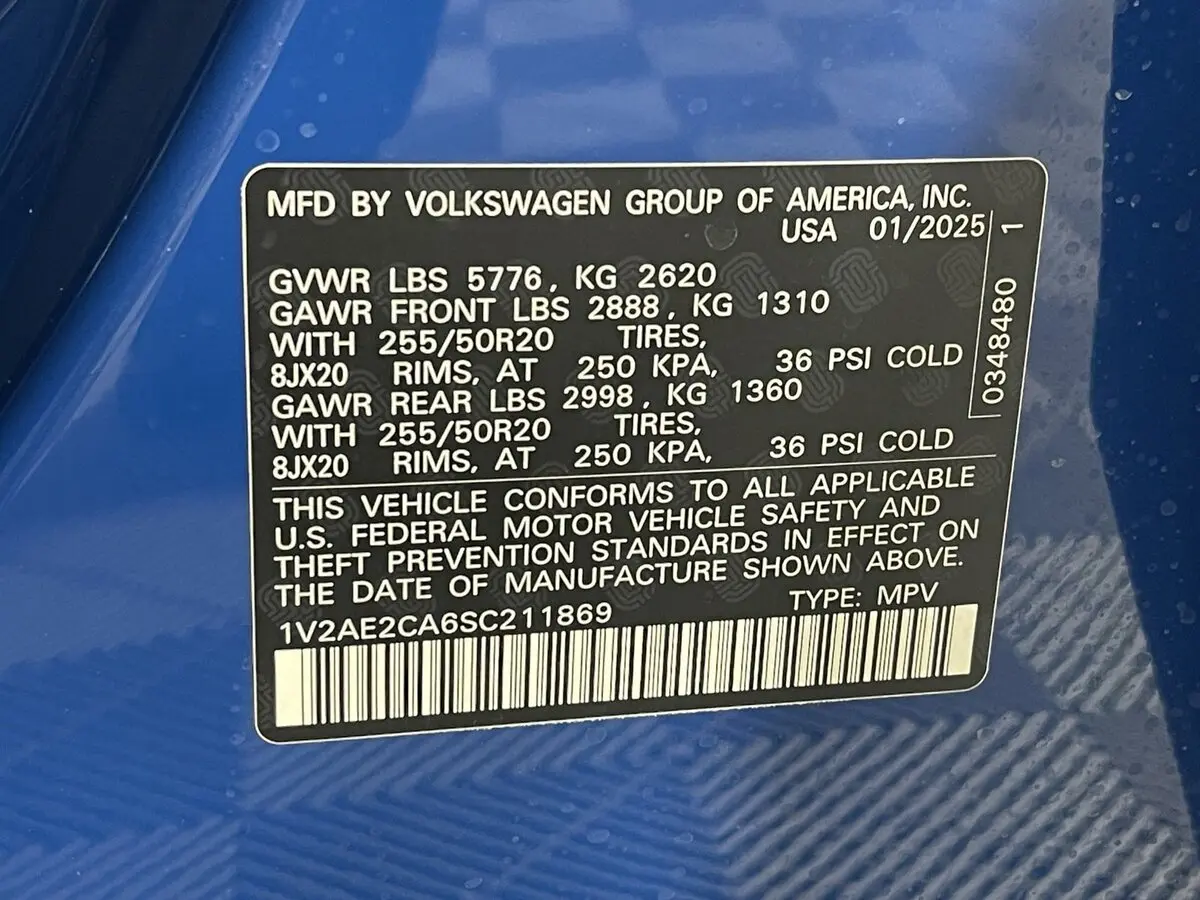 MFD BY VOLKSWAGEN GROUP OF AMERICA, INC.
USA 01/2025
GVWR LBS 5776, KG 2620
GAWR FRONT LBS 2888, KG 1310
WITH 255/50R20 TIRES,
8JX20 RIMS, AT 250 KPA, 36 PSI COLD
GAWR REAR LBS 2998, KG 1360
WITH 255/50R20 TIRES,
8JX20 RIMS, AT 250 KPA, 36 PSI COLD
THIS VEHICLE CONFORMS TO ALL APPLICABLE
U.S. FEDERAL MOTOR VEHICLE SAFETY AND
THEFT PREVENTION STANDARDS IN EFFECT ON
THE DATE OF MANUFACTURE SHOWN ABOVE.
1V2AE2CA6SC211869 TYPE: MPV
0348480 1